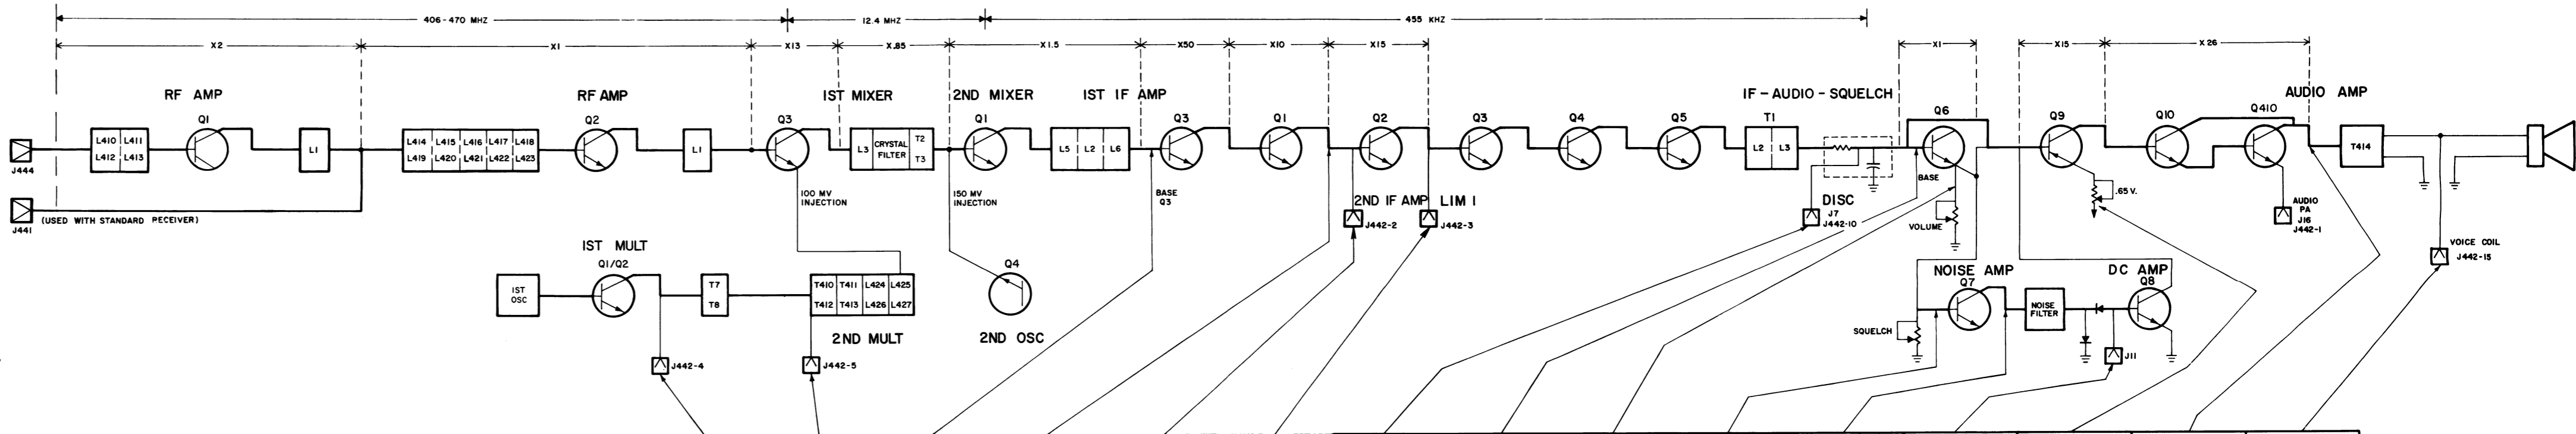 406-470 MHZ
12.4 MHZ
455 KHZ
X2
X1
X13
X.85
X1.5
X50
X10
X15
X1
X15
X 26
RF AMP
RF AMP
1ST MIXER
2ND MIXER
1ST IF AMP
IF-AUDIO-SQUELCH
AUDIO AMP
Q1
Q2
Q3
Q1
Q3
Q1
Q2
Q3
Q4
Q5
T1
Q6
Q9
Q10
Q410
J444
L410 L411
L412 L413
L1
L414 L415 L416 L417 L418
L419 L420 L421 L422 L423
L1
L3
CRYSTAL
FILTER
T2
T3
L5 L2 L6
L2 L3
T414
J441
(USED WITH STANDARD RECEIVER)
100 MV
INJECTION
150 MV
INJECTION
BASE
Q3
2ND IF AMP
J442-2
LIM 1
J442-3
DISC
J7
J442-10
BASE
VOLUME
.65 V.
AUDIO
PA
J16
J442-1
VOICE COIL
J442-15
1ST MULT
Q1/Q2
1ST
OSC
T7
T8
T410 T411 L424 L425
T412 T413 L426 L427
2ND MULT
Q4
2ND OSC
J442-4
J442-5
NOISE AMP
Q7
NOISE
FILTER
DC AMP
Q8
SQUELCH
J11